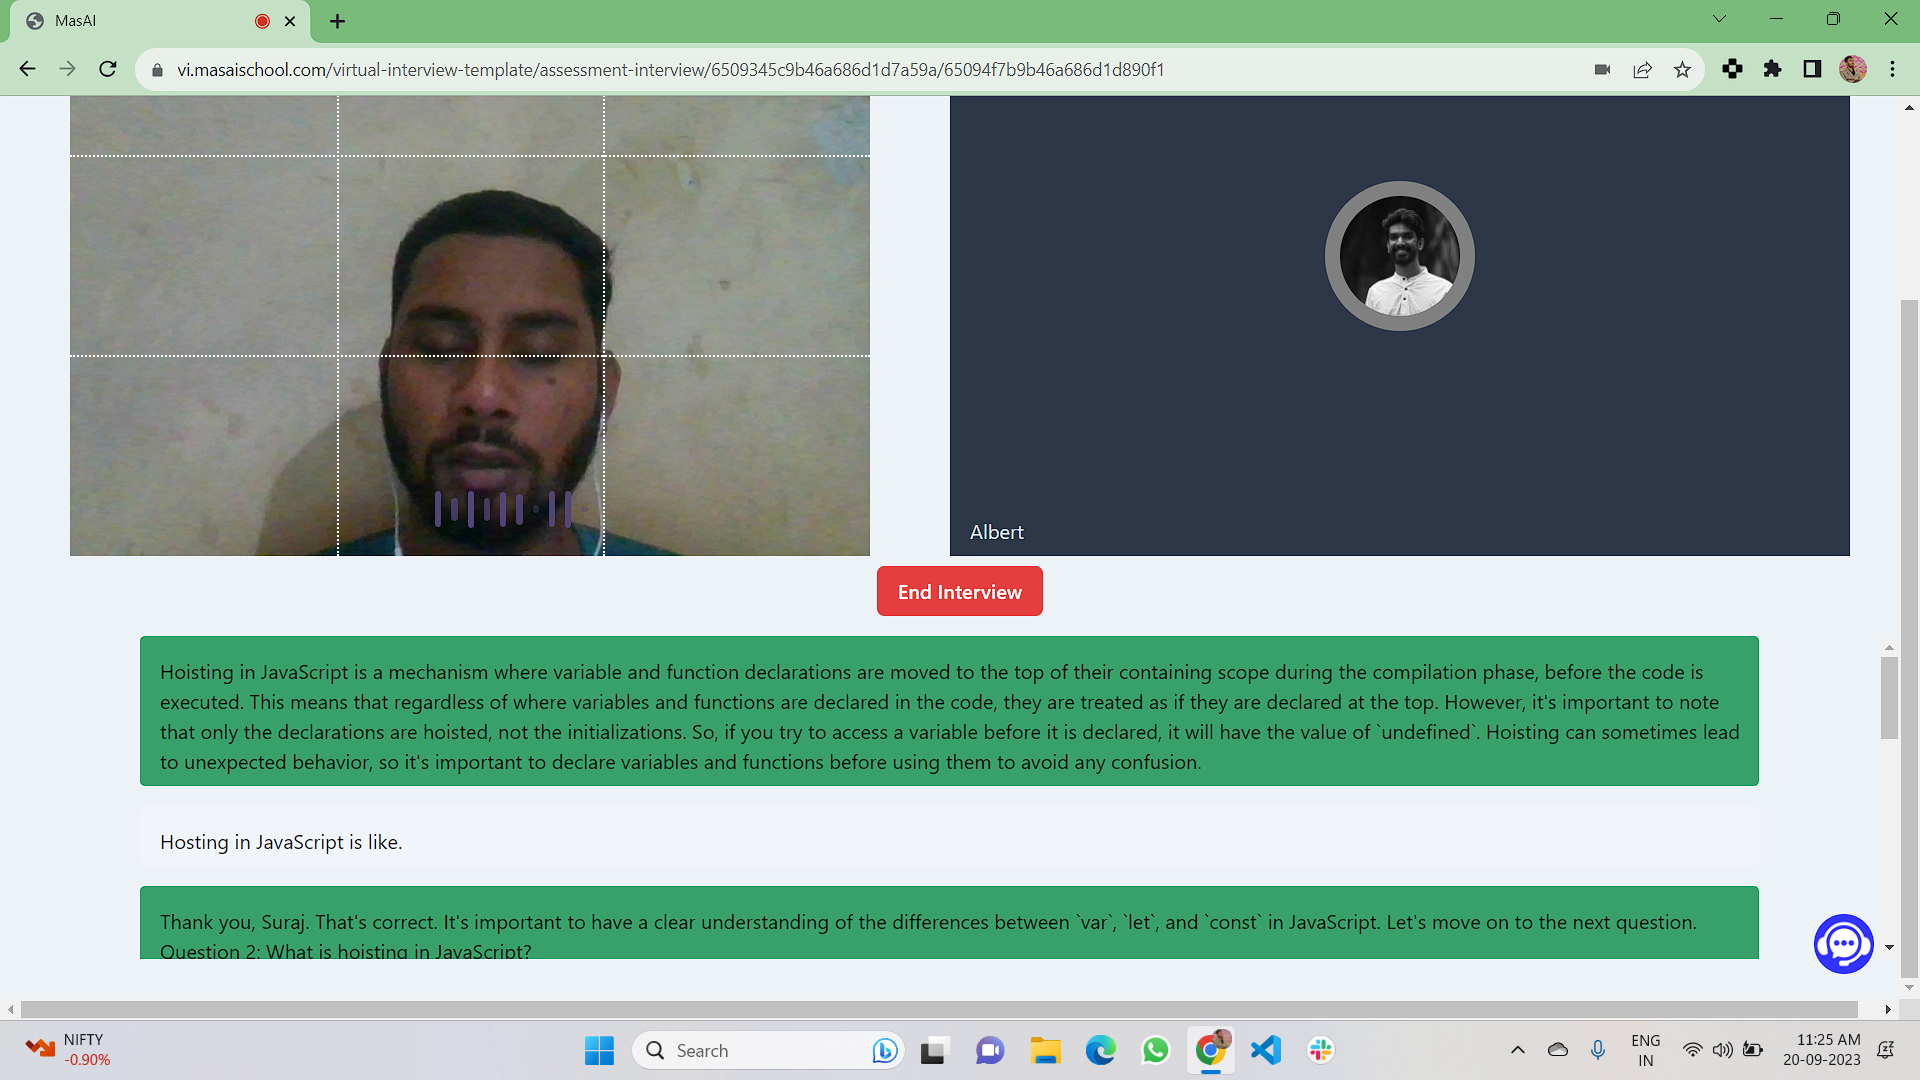 MasAI
vi.masaischool.com/virtual-interview-template/assessment-interview/6509345c9b46a686d1d7a59a/65094f7b9b46a686d1d890f1
Albert
End Interview
Hoisting in JavaScript is a mechanism where variable and function declarations are moved to the top of their containing scope during the compilation phase, before the code is
executed. This means that regardless of where variables and functions are declared in the code, they are treated as if they are declared at the top. However, it's important to note
that only the declarations are hoisted, not the initializations. So, if you try to access a variable before it is declared, it will have the value of `undefined`. Hoisting can sometimes lead
to unexpected behavior, so it's important to declare variables and functions before using them to avoid any confusion.
Hosting in JavaScript is like.
Thank you, Suraj. That's correct. It's important to have a clear understanding of the differences between `var`, `let`, and `const` in JavaScript. Let's move on to the next question.
Question 2: What is hoisting in JavaScript?
NIFTY
-0.90%
Search
ENG
IN
11:25 AM
20-09-2023